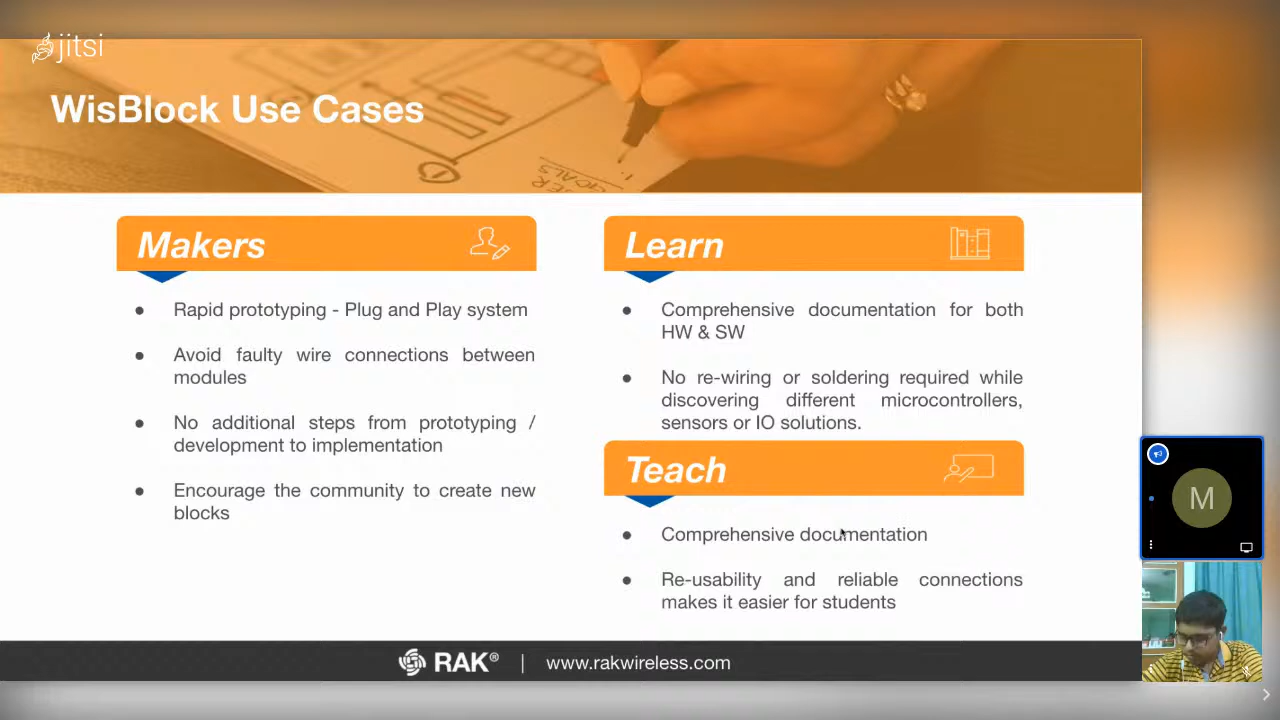 jitsi
WisBlock Use Cases
Makers
● Rapid prototyping - Plug and Play system
● Avoid faulty wire connections between
modules
● No additional steps from prototyping /
development to implementation
● Encourage the community to create new
blocks
Learn
● Comprehensive documentation for both
HW & SW
● No re-wiring or soldering required while
discovering different microcontrollers,
sensors or IO solutions.
Teach
● Comprehensive documentation
● Re-usability and reliable connections
makes it easier for students
RAK® | www.rakwireless.com
M